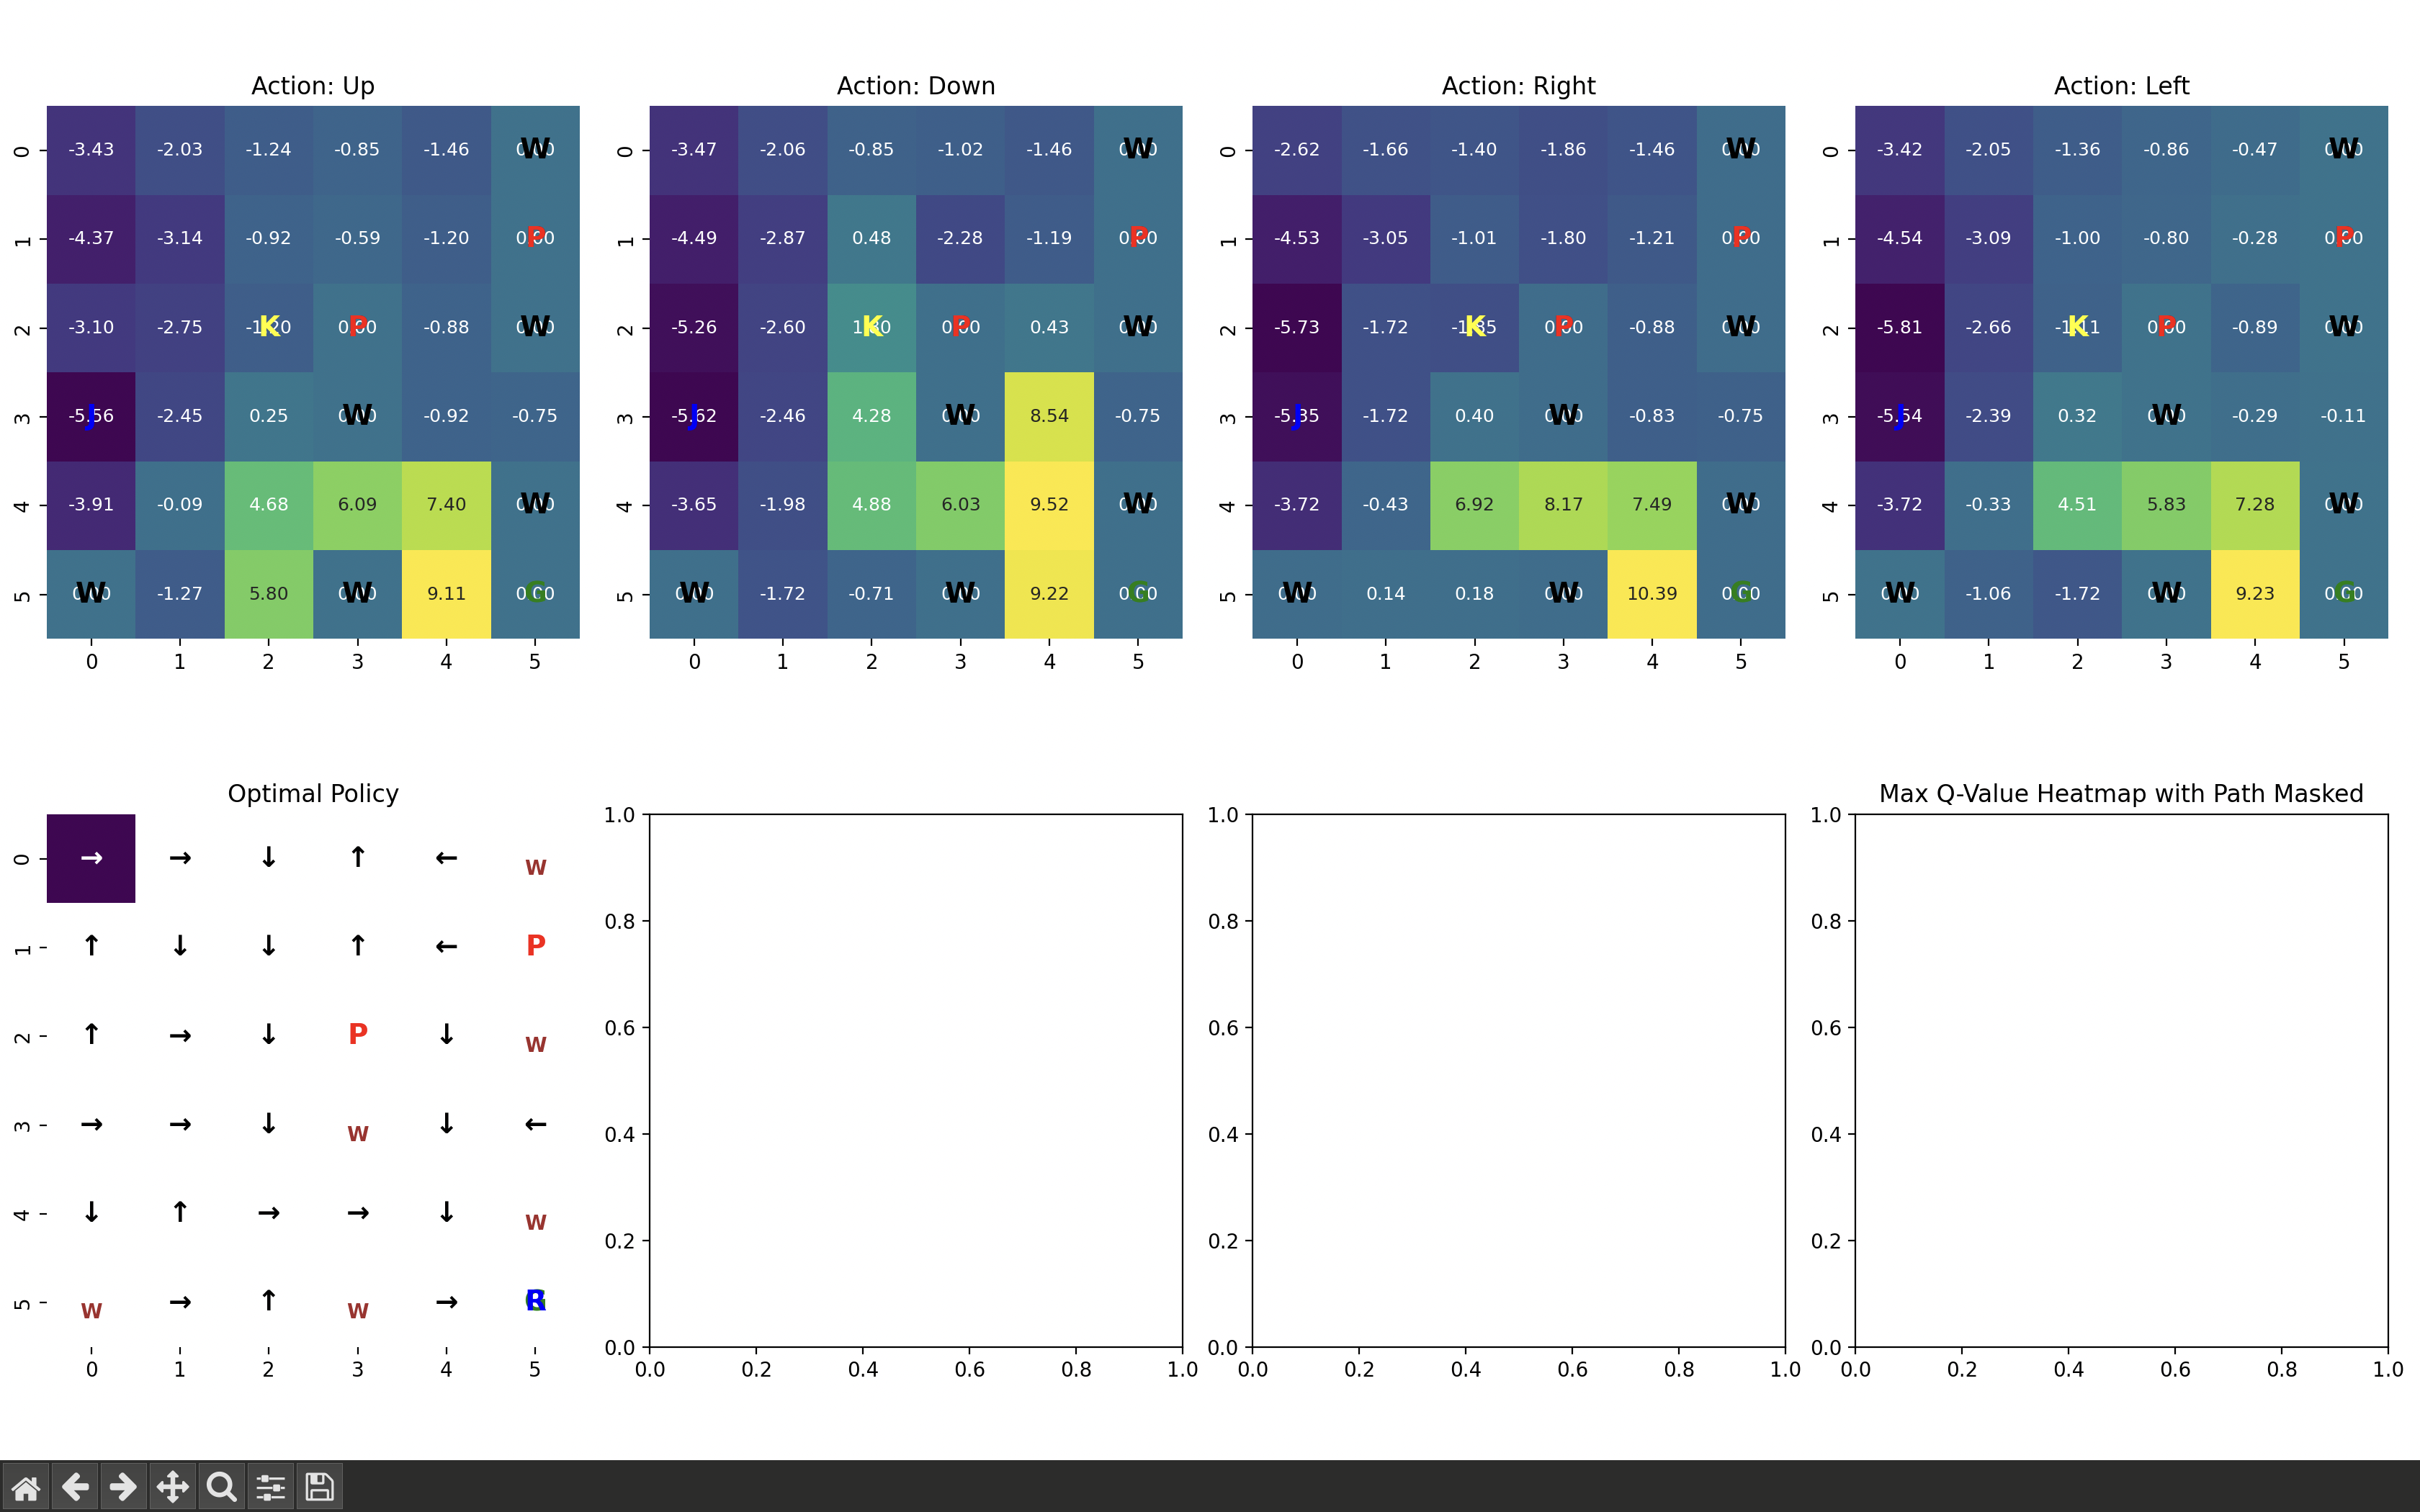 Action: Up Action: Down Action: Right Action: Left
0 -3.43 -2.03 -1.24 -0.85 -1.46 W 0 -3.47 -2.06 -0.85 -1.02 -1.46 W 0 -2.62 -1.66 -1.40 -1.86 -1.46 W 0 -3.42 -2.05 -1.36 -0.86 -0.47 W
1 -4.37 -3.14 -0.92 -0.59 -1.20 P 1 -4.49 -2.87 0.48 -2.28 -1.19 P 1 -4.53 -3.05 -1.01 -1.80 -1.21 P 1 -4.54 -3.09 -1.00 -0.80 -0.28 P
2 -3.10 -2.75 K P -0.88 W 2 -5.26 -2.60 K P 0.43 W 2 -5.73 -1.72 K P -0.88 W 2 -5.81 -2.66 K P -0.89 W
3 J -2.45 0.25 W -0.92 -0.75 3 J -2.46 4.28 W 8.54 -0.75 3 J -1.72 0.40 W -0.83 -0.75 3 J -2.39 0.32 W -0.29 -0.11
4 -3.91 -0.09 4.68 6.09 7.40 W 4 -3.65 -1.98 4.88 6.03 9.52 W 4 -3.72 -0.43 6.92 8.17 7.49 W 4 -3.72 -0.33 4.51 5.83 7.28 W
5 W -1.27 5.80 W 9.11 G 5 W -1.72 -0.71 W 9.22 G 5 W 0.14 0.18 W 10.39 G 5 W -1.06 -1.72 W 9.23 G
0 1 2 3 4 5 0 1 2 3 4 5 0 1 2 3 4 5 0 1 2 3 4 5
Optimal Policy Max Q-Value Heatmap with Path Masked
0 → → ↓ ↑ ← W
1 ↑ ↓ ↓ ↑ ← P
2 ↑ → ↓ P ↓ W
3 → → ↓ W ↓ ←
4 ↓ ↑ → → ↓ W
5 W → ↑ W → R
0 1 2 3 4 5
1.0
0.8
0.6
0.4
0.2
0.0
0.0 0.2 0.4 0.6 0.8 1.0
1.0
0.8
0.6
0.4
0.2
0.0
0.0 0.2 0.4 0.6 0.8 1.0
1.0
0.8
0.6
0.4
0.2
0.0
0.0 0.2 0.4 0.6 0.8 1.0